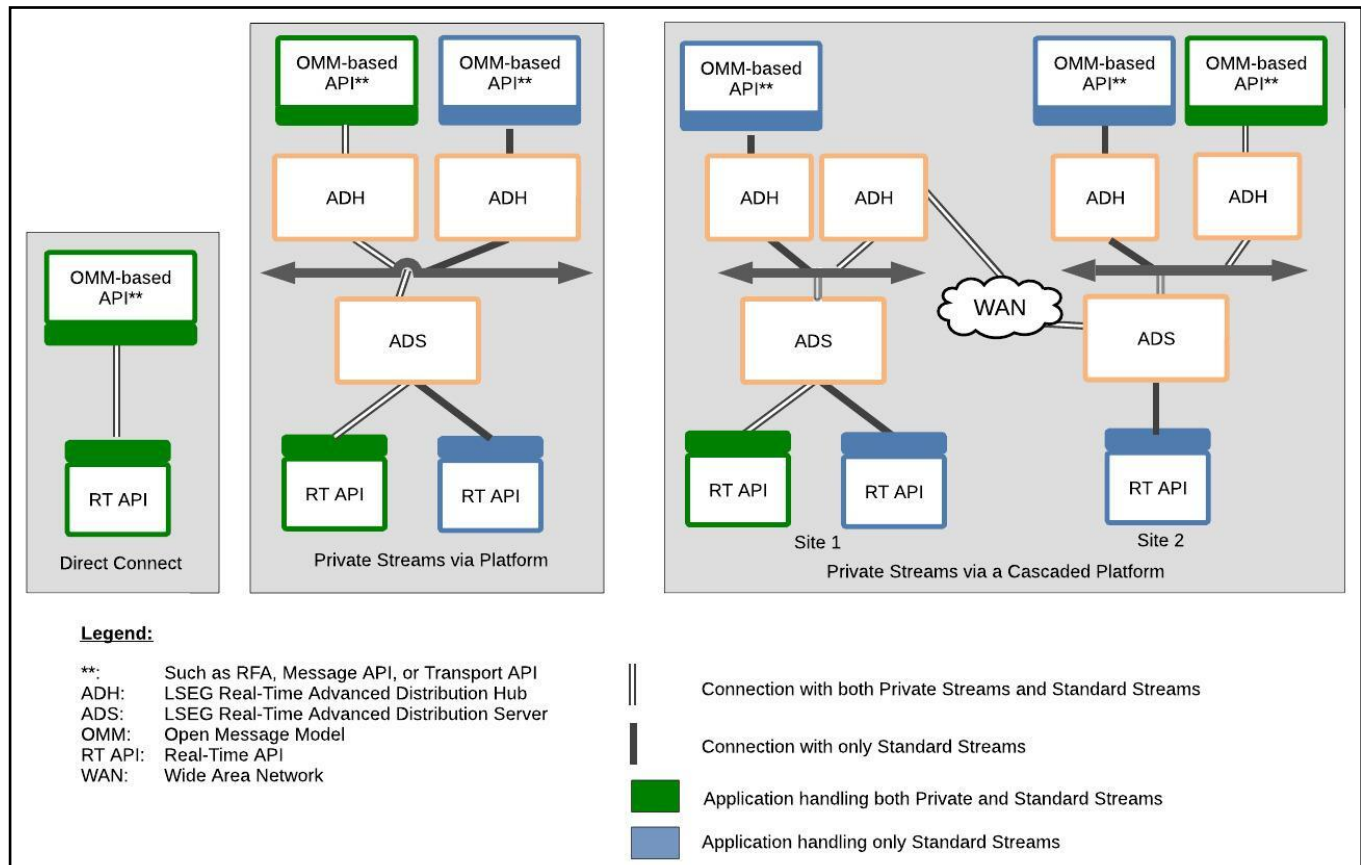 OMM-based
API**
OMM-based
API**
OMM-based
API**
OMM-based
API**
OMM-based
API**
ADH
ADH
ADH
ADH
ADH
ADH
OMM-based
API**
WAN
ADS
ADS
ADS
RT API
RT API
RT API
RT API
RT API
RT API
Direct Connect
Private Streams via Platform
Site 1
Site 2
Private Streams via a Cascaded Platform
Legend:
**: Such as RFA, Message API, or Transport API
ADH: LSEG Real-Time Advanced Distribution Hub
ADS: LSEG Real-Time Advanced Distribution Server
OMM: Open Message Model
RT API: Real-Time API
WAN: Wide Area Network
Connection with both Private Streams and Standard Streams
Connection with only Standard Streams
Application handling both Private and Standard Streams
Application handling only Standard Streams